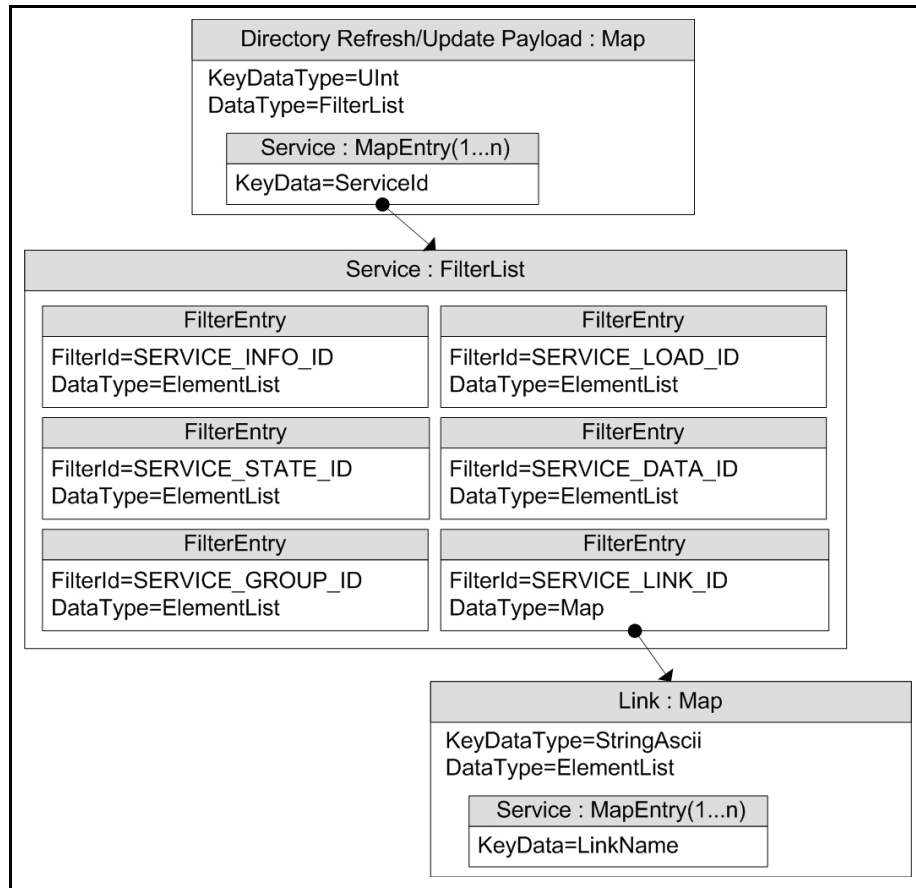 Directory Refresh/Update Payload : Map
KeyDataType=UInt
DataType=FilterList
Service : MapEntry(1...n)
KeyData=ServiceId
Service : FilterList
FilterEntry
FilterId=SERVICE_INFO_ID
DataType=ElementList
FilterEntry
FilterId=SERVICE_LOAD_ID
DataType=ElementList
FilterEntry
FilterId=SERVICE_STATE_ID
DataType=ElementList
FilterEntry
FilterId=SERVICE_DATA_ID
DataType=ElementList
FilterEntry
FilterId=SERVICE_GROUP_ID
DataType=ElementList
FilterEntry
FilterId=SERVICE_LINK_ID
DataType=Map
Link : Map
KeyDataType=StringAscii
DataType=ElementList
Service : MapEntry(1...n)
KeyData=LinkName